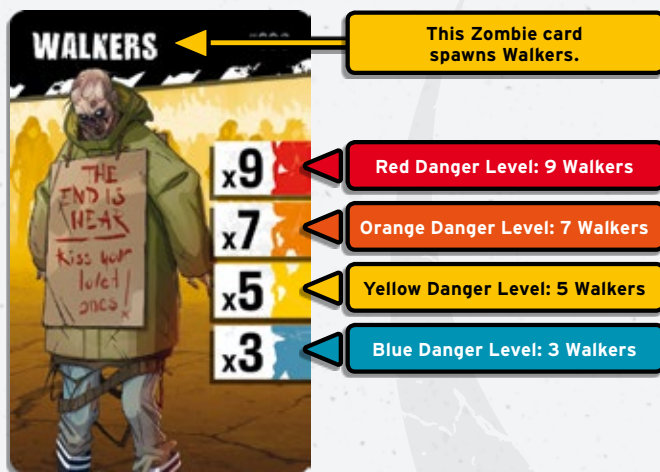 WALKERS
This Zombie card
spawns Walkers.
THE
END IS
NEAR
Kiss your
loved
ones!
x9
Red Danger Level: 9 Walkers
x7
Orange Danger Level: 7 Walkers
x5
Yellow Danger Level: 5 Walkers
x3
Blue Danger Level: 3 Walkers